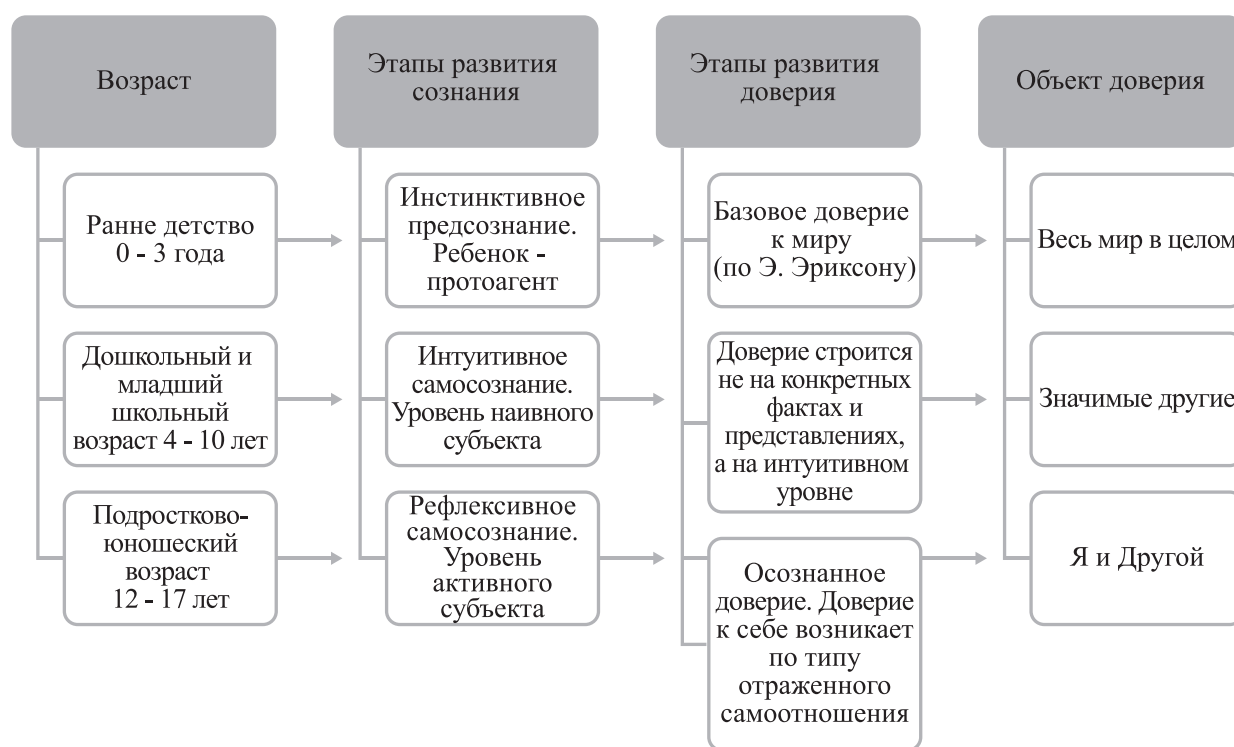 Возраст
Этапы развития
сознания
Этапы развития
доверия
Объект доверия
Ранне детство
0 - 3 года
Инстинктивное
предсознание.
Ребенок -
протоагент
Базовое доверие
к миру
(по Э. Эриксону)
Весь мир в целом
Дошкольный и
младший
школьный
возраст 4 - 10 лет
Интуитивное
самосознание.
Уровень наивного
субъекта
Доверие строится
не на конкретных
фактах и
представлениях,
а на интуитивном
уровне
Значимые другие
Подростково-
юношеский
возраст
12 - 17 лет
Рефлексивное
самосознание.
Уровень
активного
субъекта
Осознанное
доверие. Доверие
к себе возникает
по типу
отраженного
самоотношения
Я и Другой